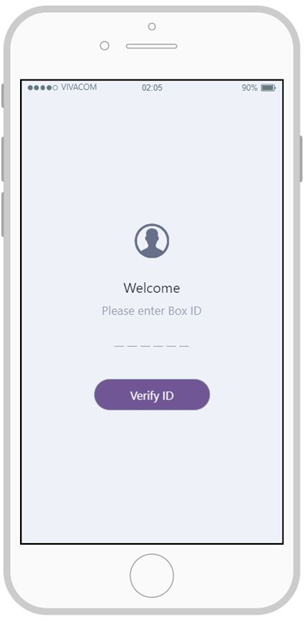 VIVACOM 02:05 90%
Welcome
Please enter Box ID
_ _ _ _ _ _
Verify ID